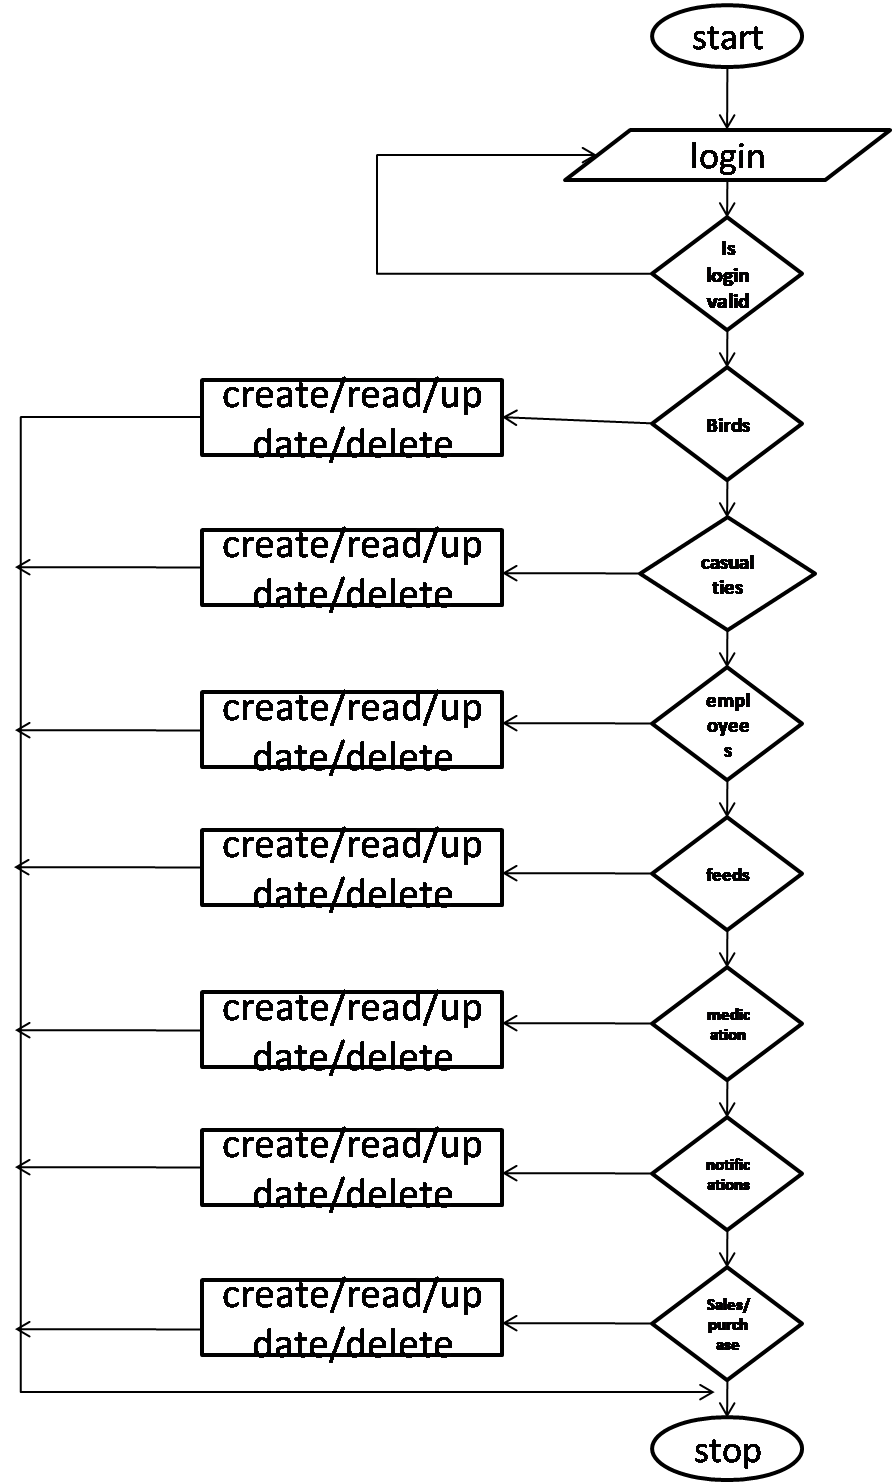 start
login
Is
login
valid
create/read/up
date/delete
Birds
create/read/up
date/delete
casual
ties
create/read/up
date/delete
empl
oyee
s
create/read/up
date/delete
feeds
create/read/up
date/delete
medic
ation
create/read/up
date/delete
notific
ations
create/read/up
date/delete
Sales/
purch
ase
stop